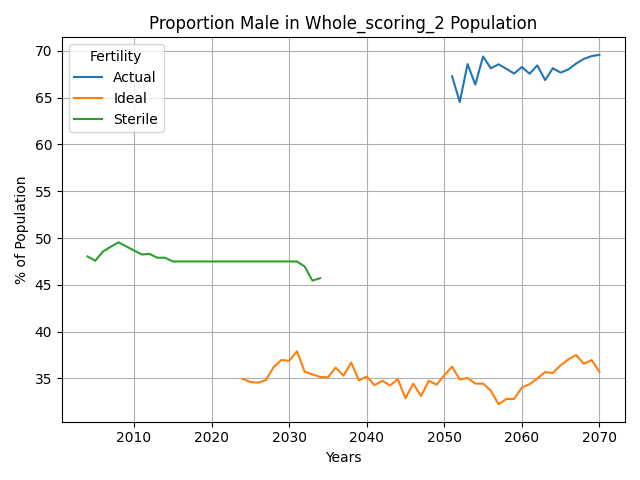 Proportion Male in Whole_scoring_2 Population
Fertility
Actual
Ideal
Sterile
% of Population
70
65
60
55
50
45
40
35
2010 2020 2030 2040 2050 2060 2070
Years